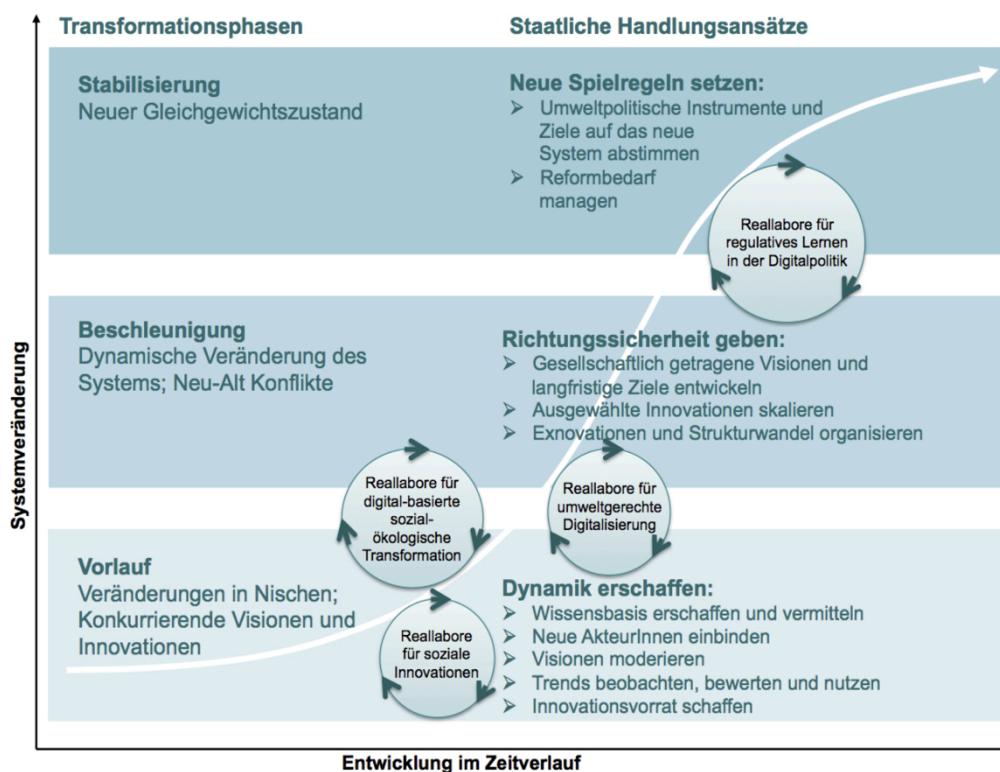 Transformationsphasen
Staatliche Handlungsansätze
Stabilisierung
Neuer Gleichgewichtszustand
Neue Spielregeln setzen:
➢ Umweltpolitische Instrumente und
Ziele auf das neue
System abstimmen
➢ Reformbedarf
managen
Reallabore für
regulatives Lernen
in der Digitalpolitik
Beschleunigung
Dynamische Veränderung des
Systems; Neu-Alt Konflikte
Richtungssicherheit geben:
➢ Gesellschaftlich getragene Visionen und
langfristige Ziele entwickeln
➢ Ausgewählte Innovationen skalieren
➢ Exnovationen und Strukturwandel organisieren
Reallabore für
digital-basierte
sozial-
ökologische
Transformation
Reallabore für
umweltgerechte
Digitalisierung
Vorlauf
Veränderungen in Nischen;
Konkurrierende Visionen und
Innovationen
Reallabore
für soziale
Innovationen
Dynamik erschaffen:
➢ Wissensbasis erschaffen und vermitteln
➢ Neue AkteurInnen einbinden
➢ Visionen moderieren
➢ Trends beobachten, bewerten und nutzen
➢ Innovationsvorrat schaffen
Systemveränderung
Entwicklung im Zeitverlauf